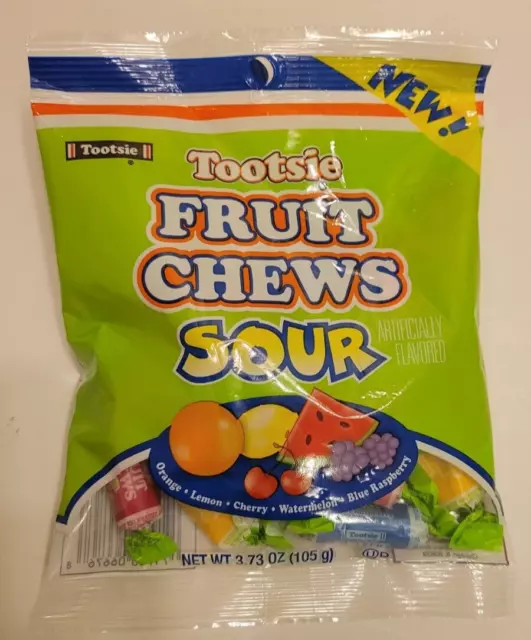 NEW!
Tootsie
Tootsie
FRUIT
CHEWS
SOUR
ARTIFICIALLY
FLAVORED
Orange • Lemon • Cherry • Watermelon • Blue Raspberry
Tootsie
NET WT 3.73 OZ (105 g)